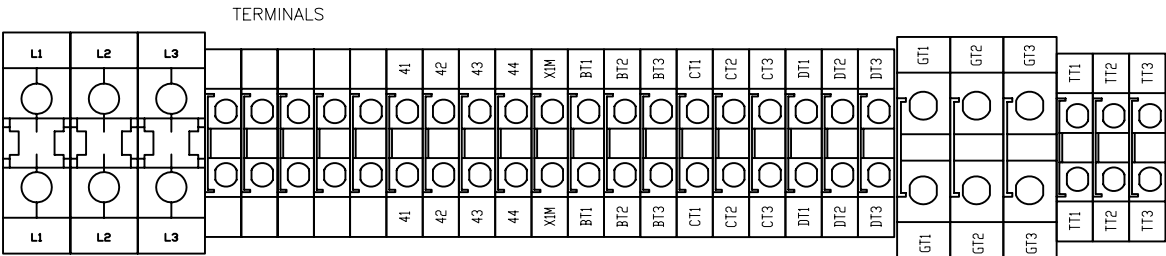 TERMINALS
L1 L2 L3 41 42 43 44 X1M BT1 BT2 BT3 CT1 CT2 CT3 DT1 DT2 DT3 GT1 GT2 GT3 TT1 TT2 TT3
L1 L2 L3 41 42 43 44 X1M BT1 BT2 BT3 CT1 CT2 CT3 DT1 DT2 DT3 GT1 GT2 GT3 TT1 TT2 TT3